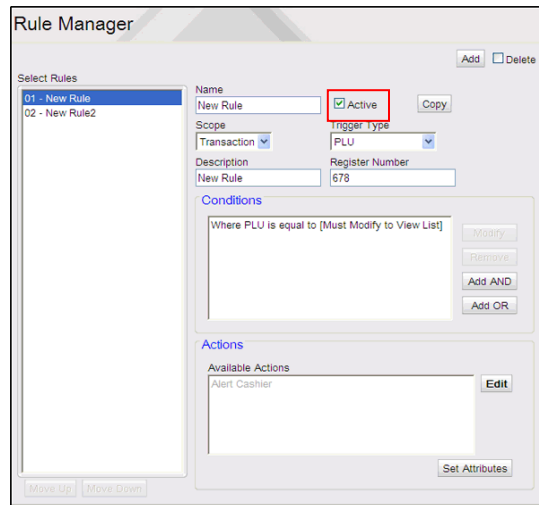 Rule Manager
Add Delete
Select Rules
01 - New Rule
02 - New Rule2
Name
New Rule Active Copy
Scope Trigger Type
Transaction PLU
Description Register Number
New Rule 678
Conditions
Where PLU is equal to [Must Modify to View List]
Modify
Remove
Add AND
Add OR
Actions
Available Actions
Alert Cashier
Edit
Set Attributes
Move Up Move Down